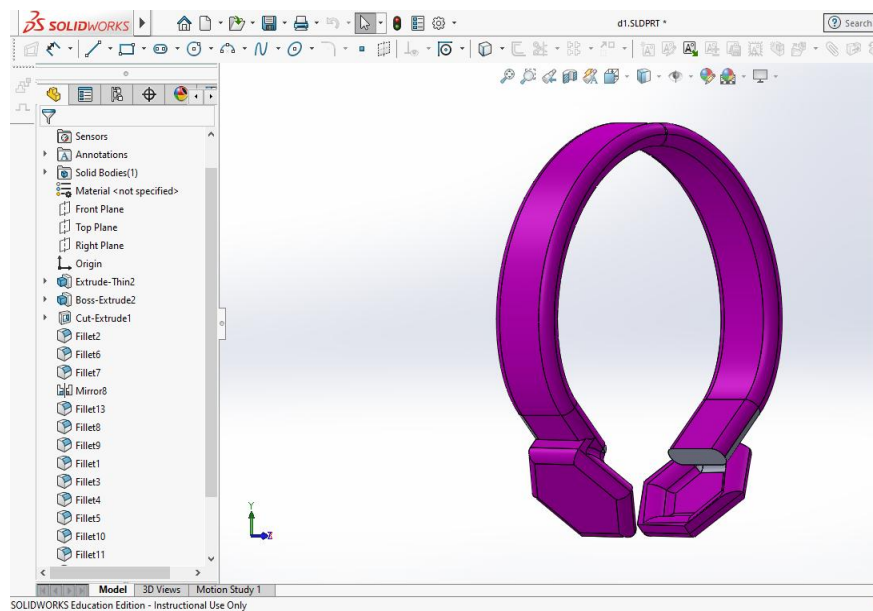 SOLIDWORKS
d1.SLDPRT *
Search
Sensors
Annotations
Solid Bodies(1)
Material <not specified>
Front Plane
Top Plane
Right Plane
Origin
Extrude-Thin2
Boss-Extrude2
Cut-Extrude1
Fillet2
Fillet6
Fillet7
Mirror8
Fillet13
Fillet8
Fillet9
Fillet1
Fillet3
Fillet4
Fillet5
Fillet10
Fillet11
Y
Z
Model 3D Views Motion Study 1
SOLIDWORKS Education Edition - Instructional Use Only